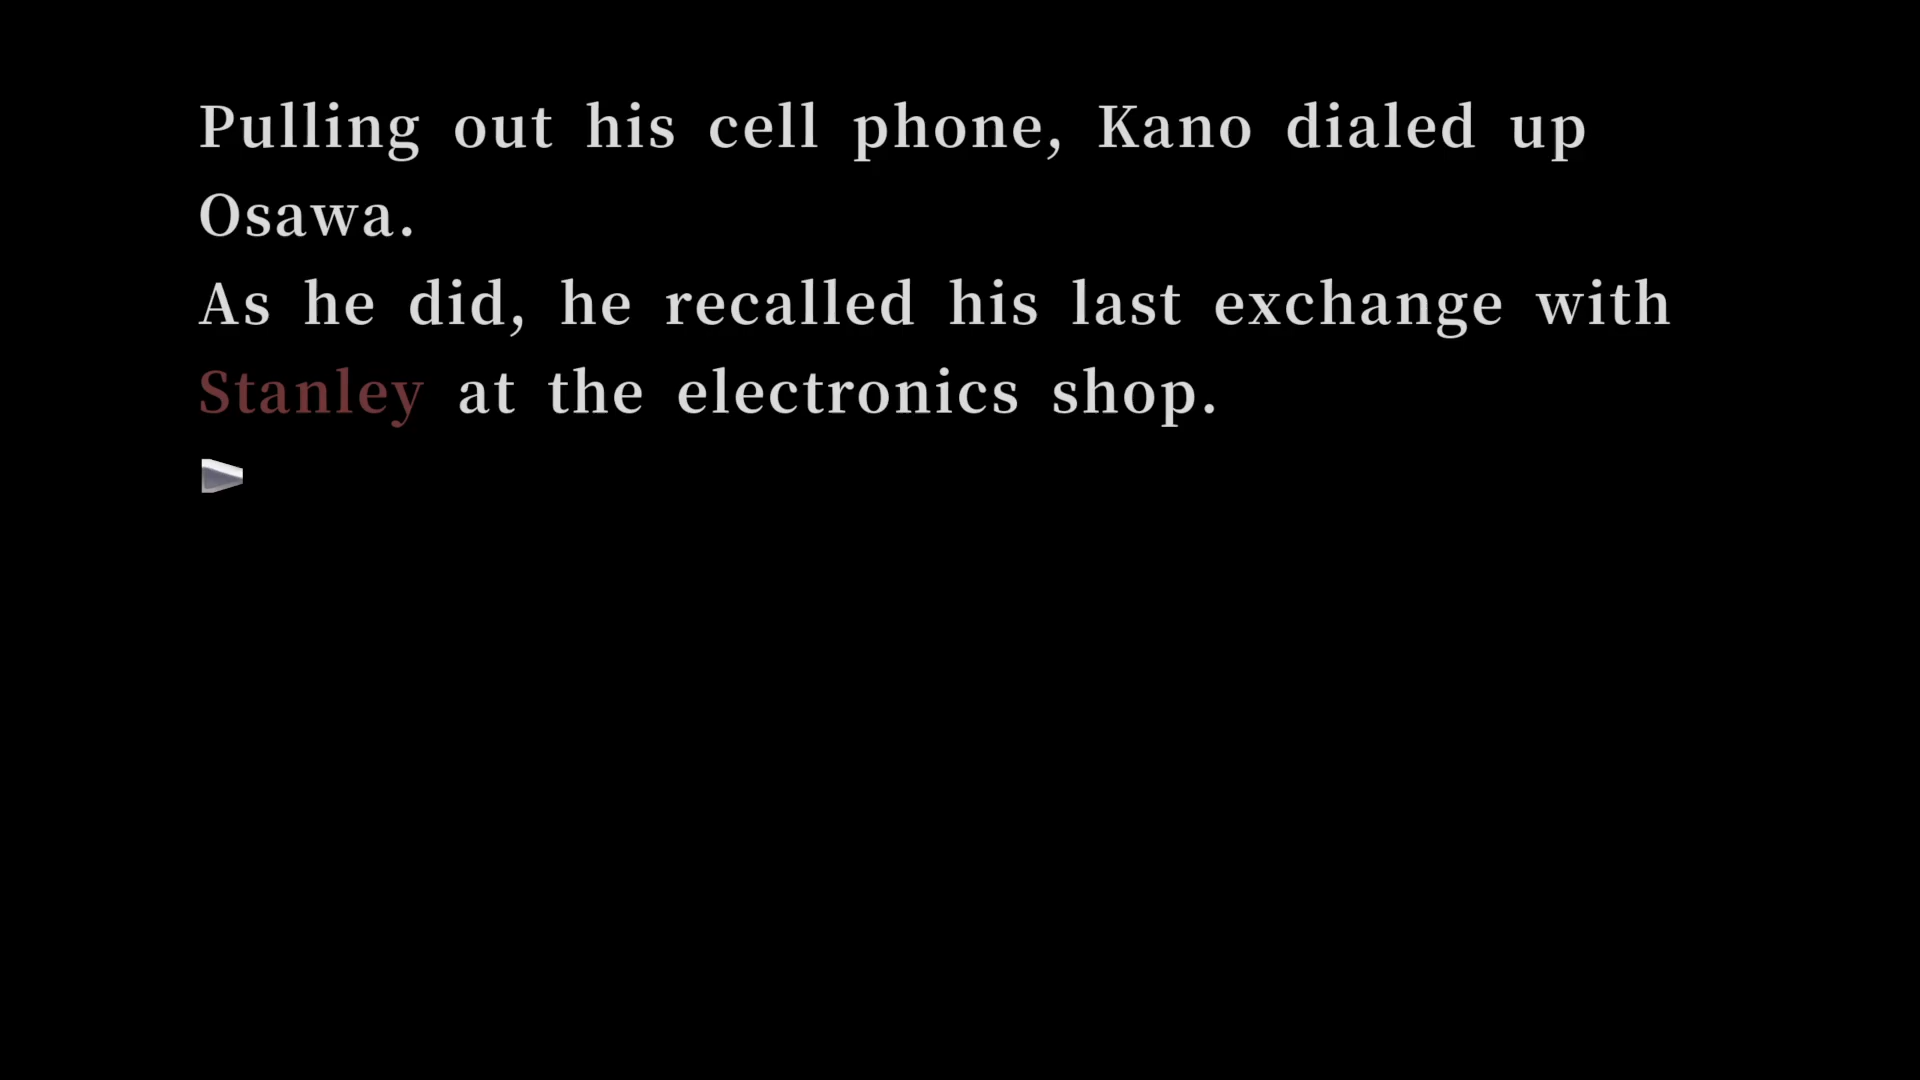 Pulling out his cell phone, Kano dialed up
Osawa.
As he did, he recalled his last exchange with
Stanley at the electronics shop.